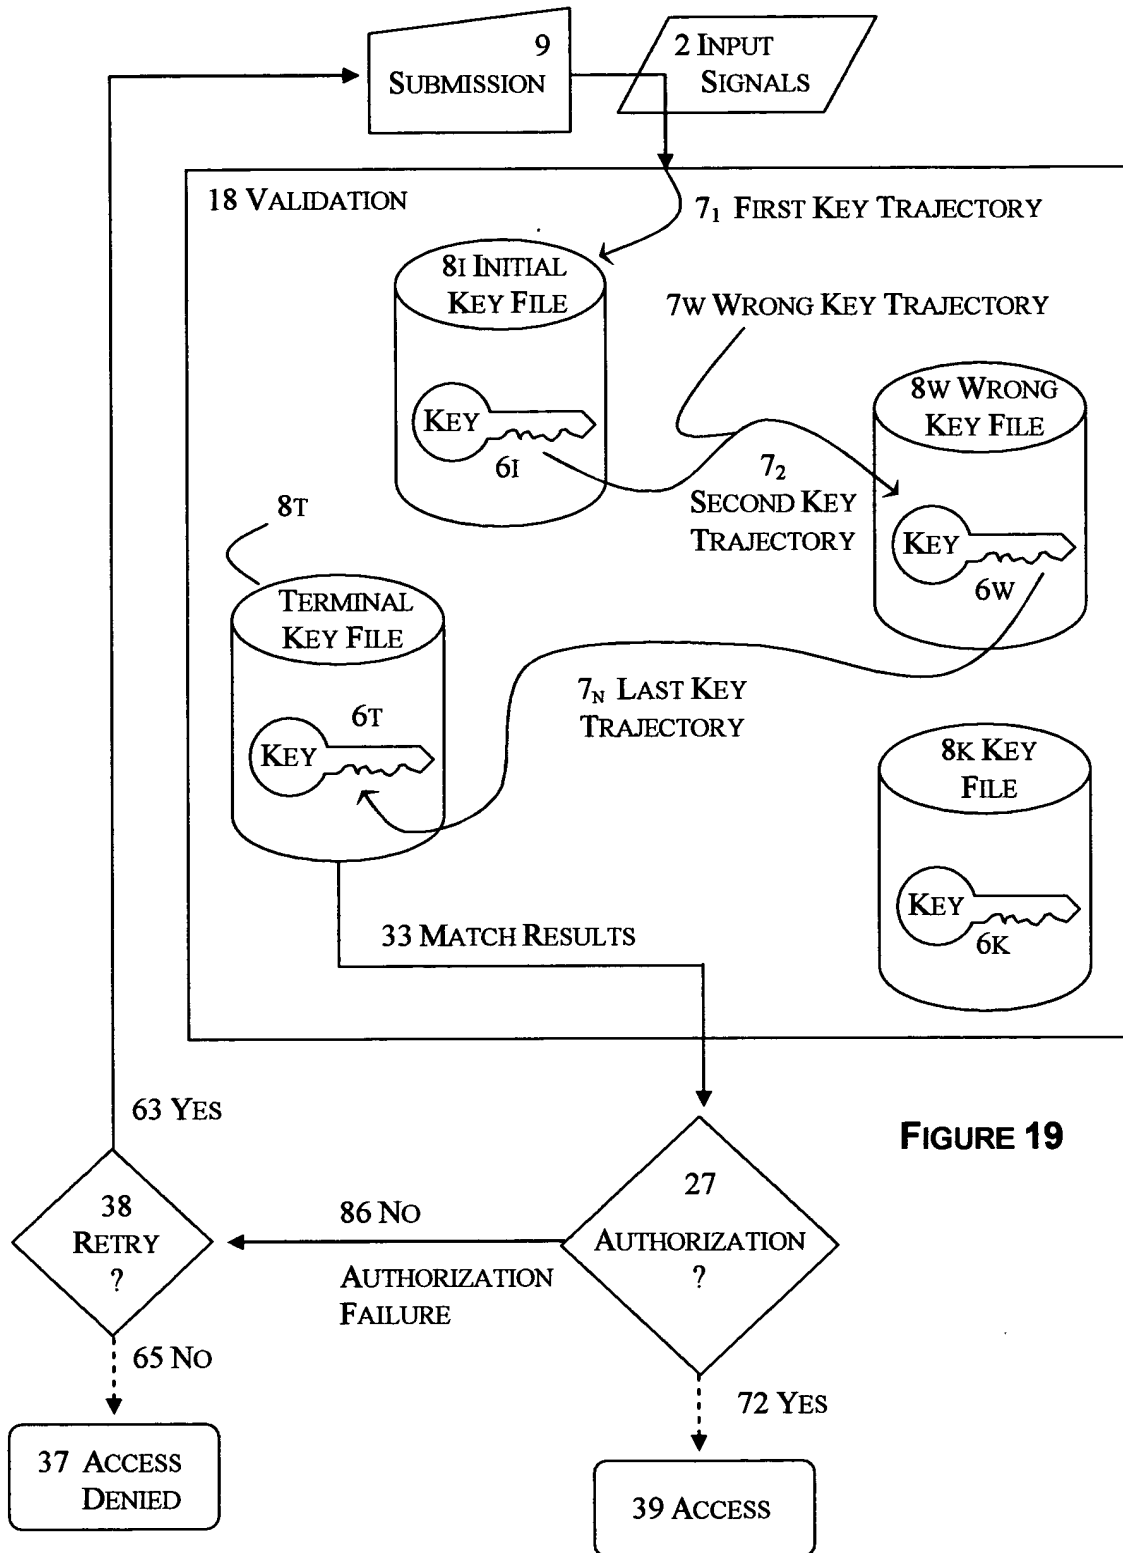 9
SUBMISSION
2 INPUT
SIGNALS
18 VALIDATION
7₁ FIRST KEY TRAJECTORY
8I INITIAL
KEY FILE
KEY
6I
7W WRONG KEY TRAJECTORY
8W WRONG
KEY FILE
7₂
SECOND KEY
TRAJECTORY
KEY
6W
8T
TERMINAL
KEY FILE
6T
KEY
7N LAST KEY
TRAJECTORY
8K KEY
FILE
KEY
6K
33 MATCH RESULTS
63 YES
FIGURE 19
38
RETRY
?
86 NO
AUTHORIZATION
FAILURE
27
AUTHORIZATION
?
65 NO
72 YES
37 ACCESS
DENIED
39 ACCESS